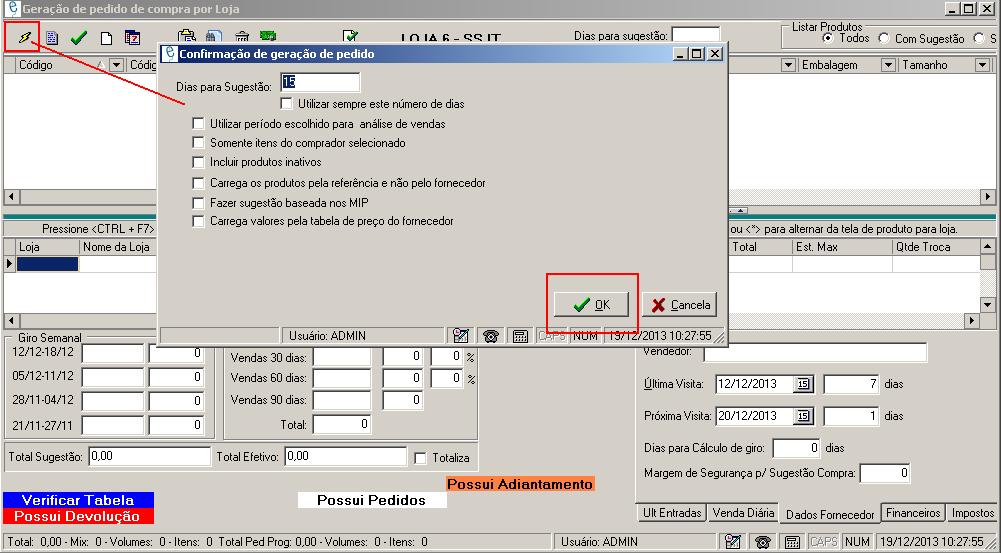 Geração de pedido de compra por Loja
LOJA 6 - SS IT
Dias para sugestão:
Listar Produtos
Todos
Com Sugestão
S
Código
Códig
Embalagem
Tamanho
Confirmação de geração de pedido
Dias para Sugestão: 15
Utilizar sempre este número de dias
Utilizar período escolhido para análise de vendas
Somente itens do comprador selecionado
Incluir produtos inativos
Carrega os produtos pela referência e não pelo fornecedor
Fazer sugestão baseada nos MIP
Carrega valores pela tabela de preço do fornecedor
OK
Cancela
Usuário: ADMIN
CAPS NUM 19/12/2013 10:27:55
Pressione <CTRL + F7>
ou <*> para alternar da tela de produto para loja.
Loja
Nome da Loja
Total
Est. Max
Qtde Troca
Giro Semanal
12/12-18/12 0
05/12-11/12 0
28/11-04/12 0
21/11-27/11 0
Vendas 30 dias: 0 0 %
Vendas 60 dias: 0 0 %
Vendas 90 dias: 0
Total: 0
Vendedor:
Última Visita: 12/12/2013 15 7 dias
Próxima Visita: 20/12/2013 15 1 dias
Dias para Cálculo de giro: 0 dias
Margem de Segurança p/ Sugestão Compra: 0
Total Sugestão: 0,00
Total Efetivo: 0,00
Totaliza
Possui Adiantamento
Verificar Tabela
Possui Pedidos
Possui Devolução
Ult Entradas
Venda Diária
Dados Fornecedor
Financeiros
Impostos
Total: 0,00 - Mix: 0 - Volumes: 0 - Itens: 0 Total Ped Prog: 0,00 - Volumes: 0 - Itens: 0
Usuário: ADMIN
CAPS NUM 19/12/2013 10:27:55